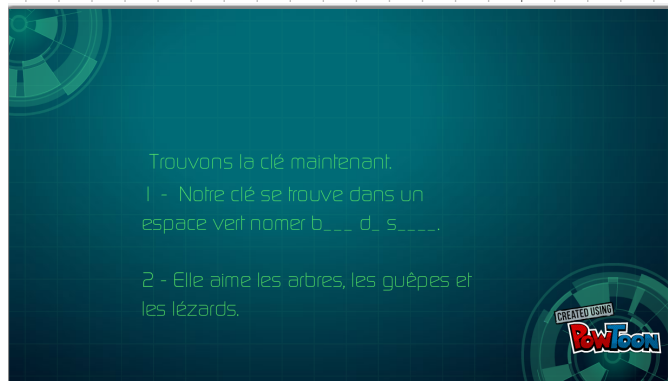 Trouvons la clé maintenant.
1 - Notre clé se trouve dans un
espace vert nomer b___ d_ s____.
2 - Elle aime les arbres, les guêpes et
les lézards.
CREATED USING
POWTOON